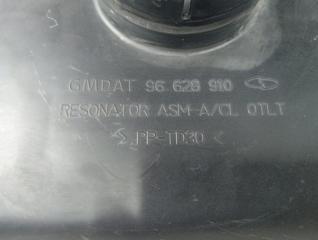 GMDAT 96 628 910
RESONATOR ASM-A/CL OTLT
> PP-TD30 <